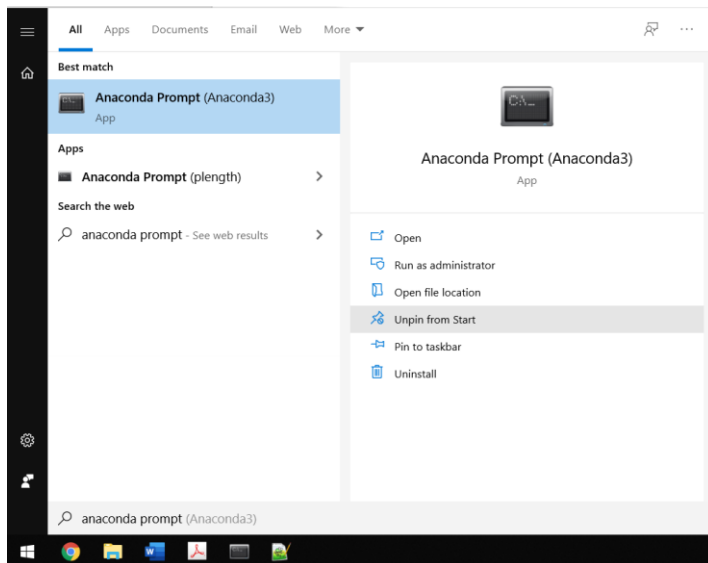 All Apps Documents Email Web More
Best match
Anaconda Prompt (Anaconda3)
App
Apps
Anaconda Prompt (plength)
Search the web
anaconda prompt - See web results
C:\_
Anaconda Prompt (Anaconda3)
App
Open
Run as administrator
Open file location
Unpin from Start
Pin to taskbar
Uninstall
anaconda prompt (Anaconda3)